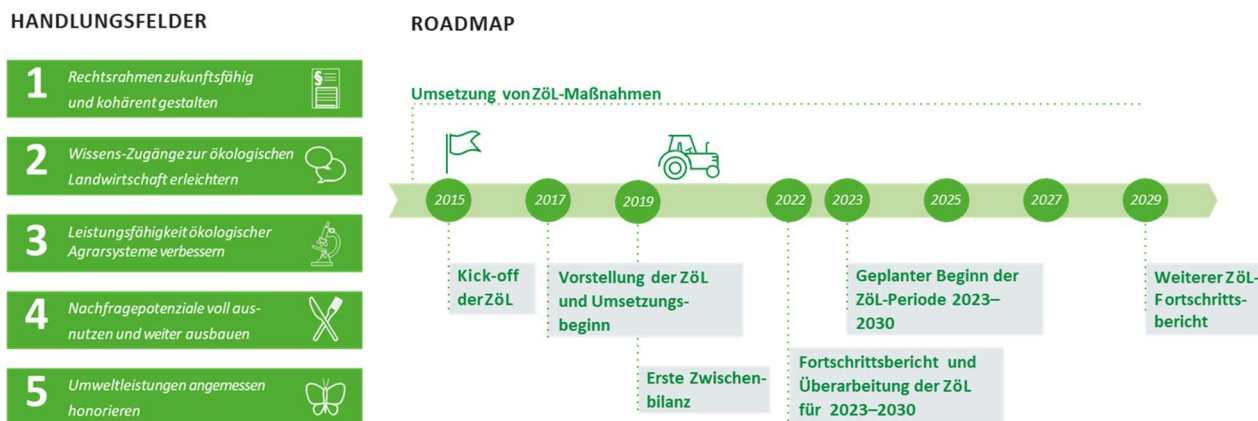 HANDLUNGSFELDER
1
Rechtsrahmen zukunftsfähig
und kohärent gestalten
2
Wissens-Zugänge zur ökologischen
Landwirtschaft erleichtern
3
Leistungsfähigkeit ökologischer
Agrarsysteme verbessern
4
Nachfragepotenziale voll aus-
nutzen und weiter ausbauen
5
Umweltleistungen angemessen
honorieren
ROADMAP
Umsetzung von ZöL-Maßnahmen
2015
2017
2019
2022
2023
2025
2027
2029
Kick-off
der ZöL
Vorstellung der ZöL
und Umsetzungs-
beginn
Erste Zwischen-
bilanz
Fortschrittsbericht und
Überarbeitung der ZöL
für 2023–2030
Geplanter Beginn der
ZöL-Periode 2023–
2030
Weiterer ZöL-
Fortschritts-
bericht
§